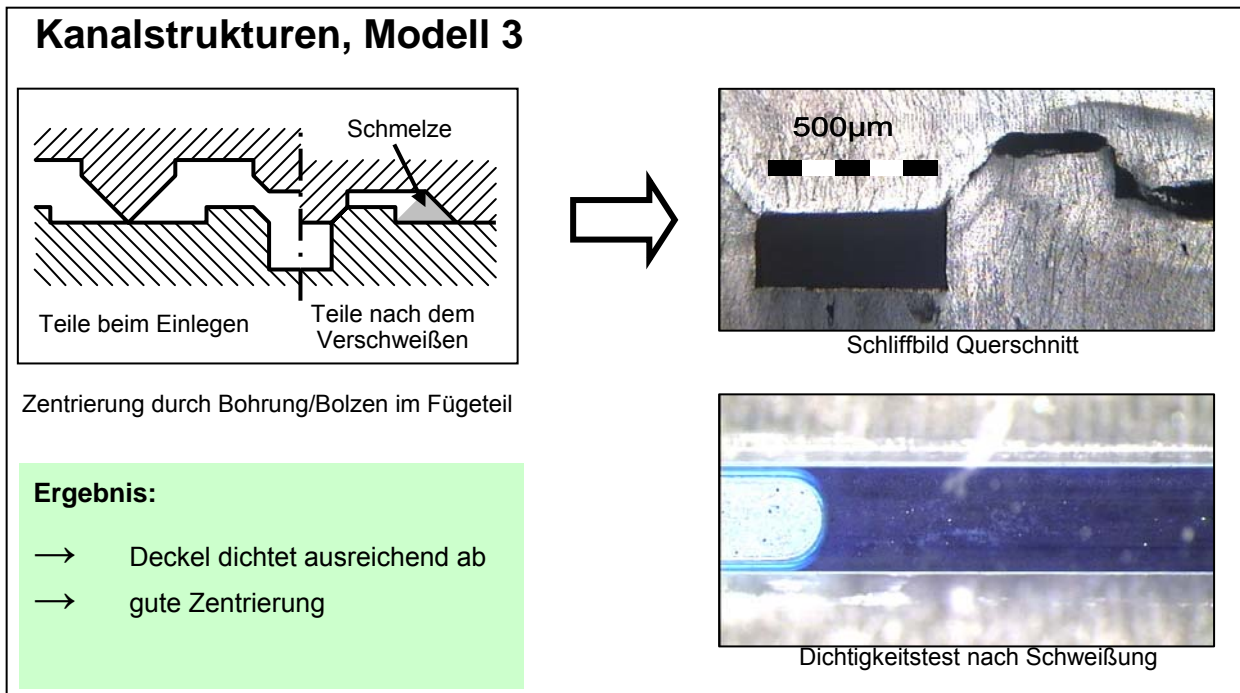 Kanalstrukturen, Modell 3
Schmelze
Teile beim Einlegen
Teile nach dem
Verschweißen
Zentrierung durch Bohrung/Bolzen im Fügeteil
Ergebnis:
→ Deckel dichtet ausreichend ab
→ gute Zentrierung
500µm
Schliffbild Querschnitt
Dichtigkeitstest nach Schweißung